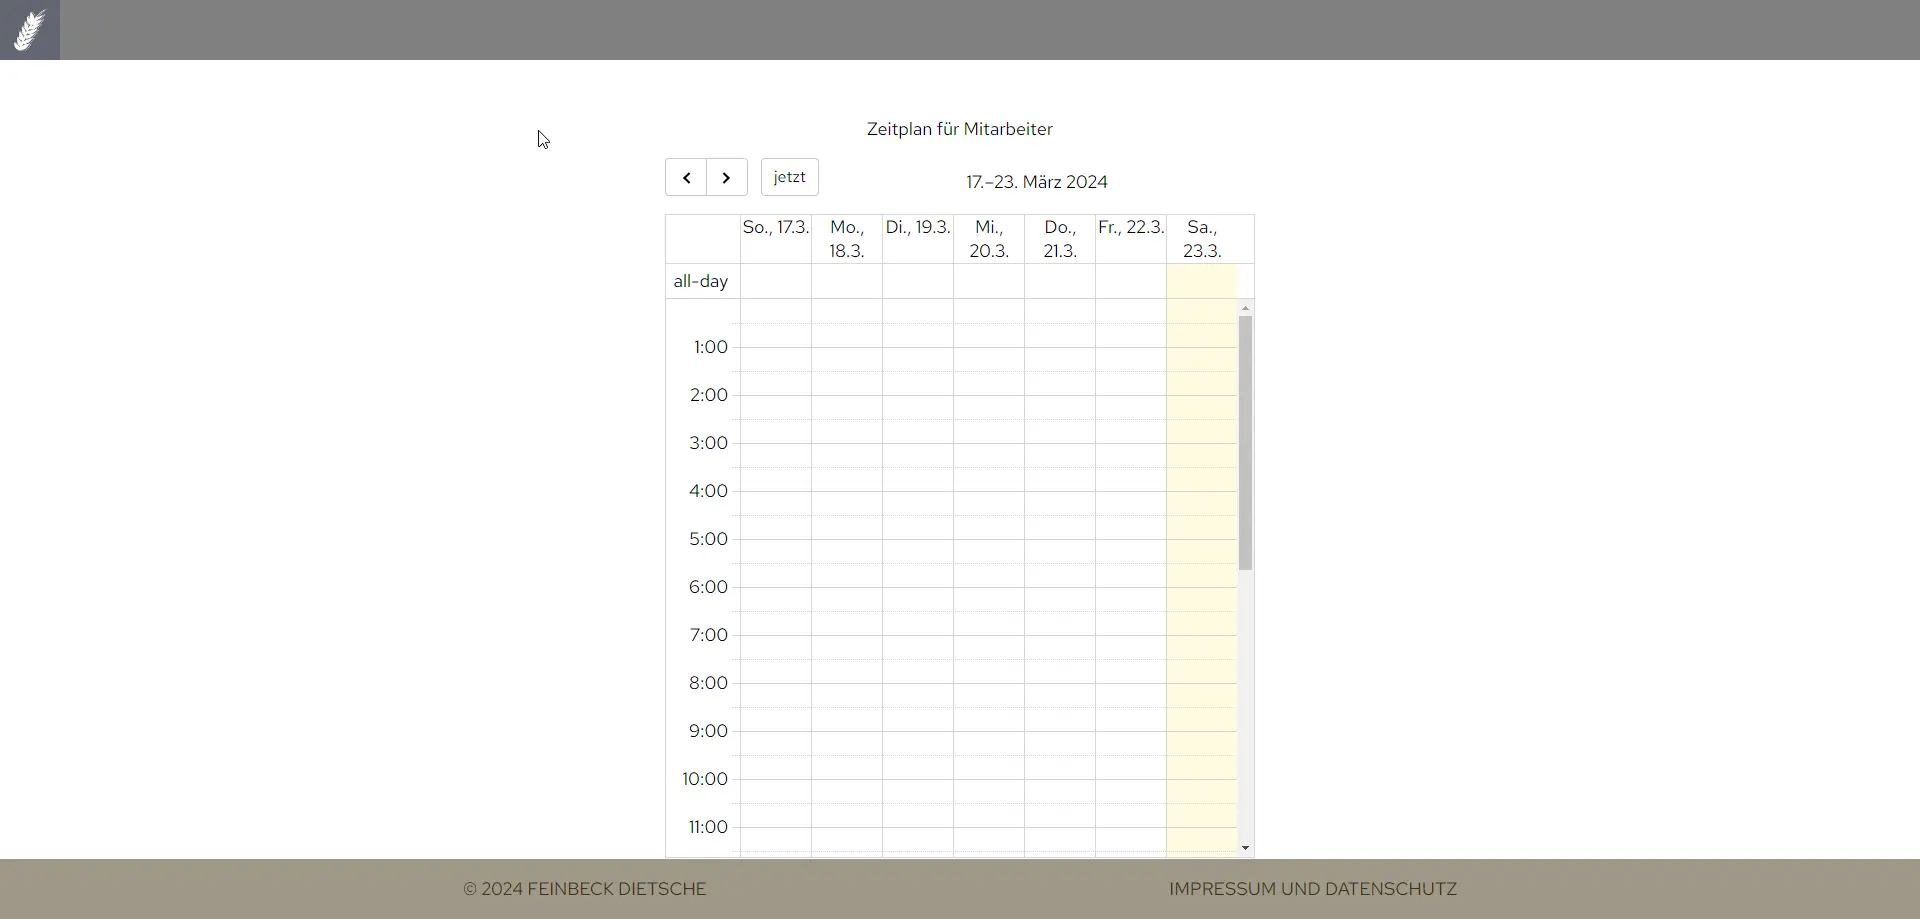 Zeitplan für Mitarbeiter
jetzt
17.–23. März 2024
So., 17.3.
Mo., 18.3.
Di., 19.3.
Mi., 20.3.
Do., 21.3.
Fr., 22.3.
Sa., 23.3.
all-day
1:00
2:00
3:00
4:00
5:00
6:00
7:00
8:00
9:00
10:00
11:00
© 2024 FEINBECK DIETSCHE
IMPRESSUM UND DATENSCHUTZ